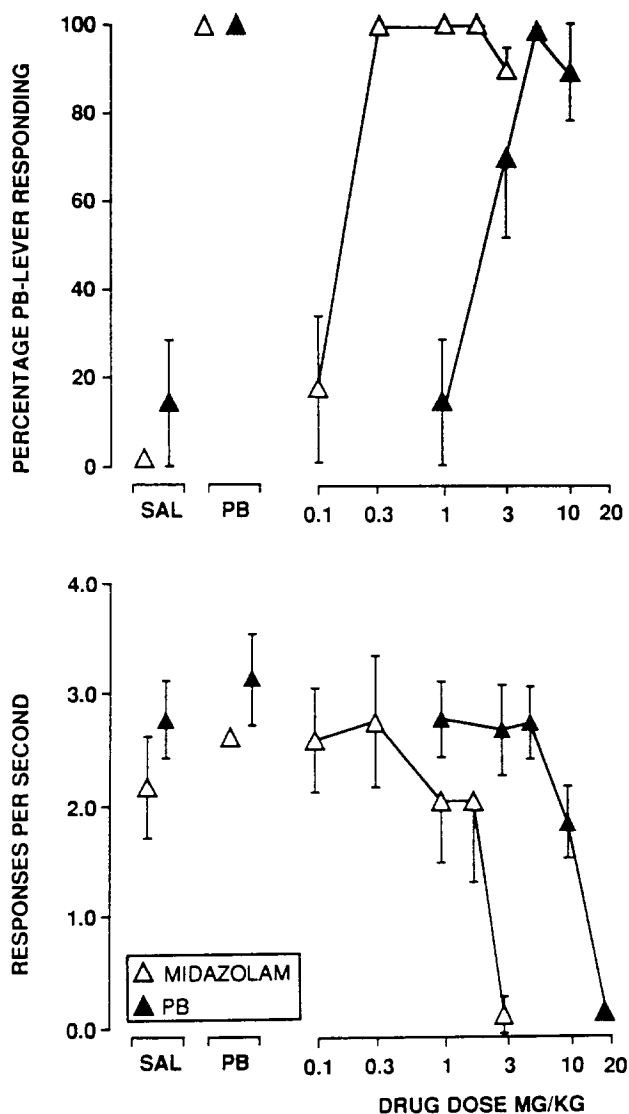 PERCENTAGE PB-LEVER RESPONDING
100
80
60
40
20
0
SAL PB
0.1 0.3 1 3 10 20
RESPONSES PER SECOND
4.0
3.0
2.0
1.0
0.0
MIDAZOLAM
PB
SAL PB
0.1 0.3 1 3 10 20
DRUG DOSE MG/KG